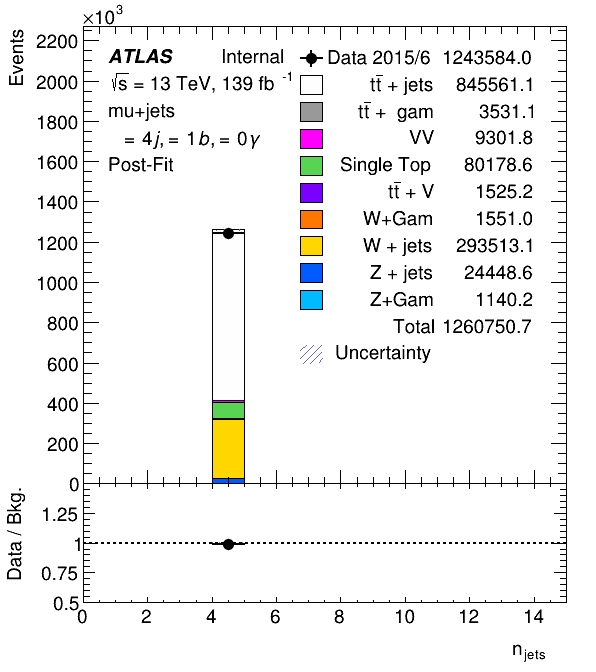 ×10³
Events
2200
2000
1800
1600
1400
1200
1000
800
600
400
200
0
ATLAS Internal
√s = 13 TeV, 139 fb⁻¹
mu+jets
= 4j, = 1b, = 0γ
Post-Fit
Data 2015/6 1243584.0
tt̄ + jets 845561.1
tt̄ + gam 3531.1
VV 9301.8
Single Top 80178.6
tt̄ + V 1525.2
W+Gam 1551.0
W + jets 293513.1
Z + jets 24448.6
Z+Gam 1140.2
Total 1260750.7
Uncertainty
Data / Bkg.
1.25
1
0.75
0.5
0 2 4 6 8 10 12 14
n_jets